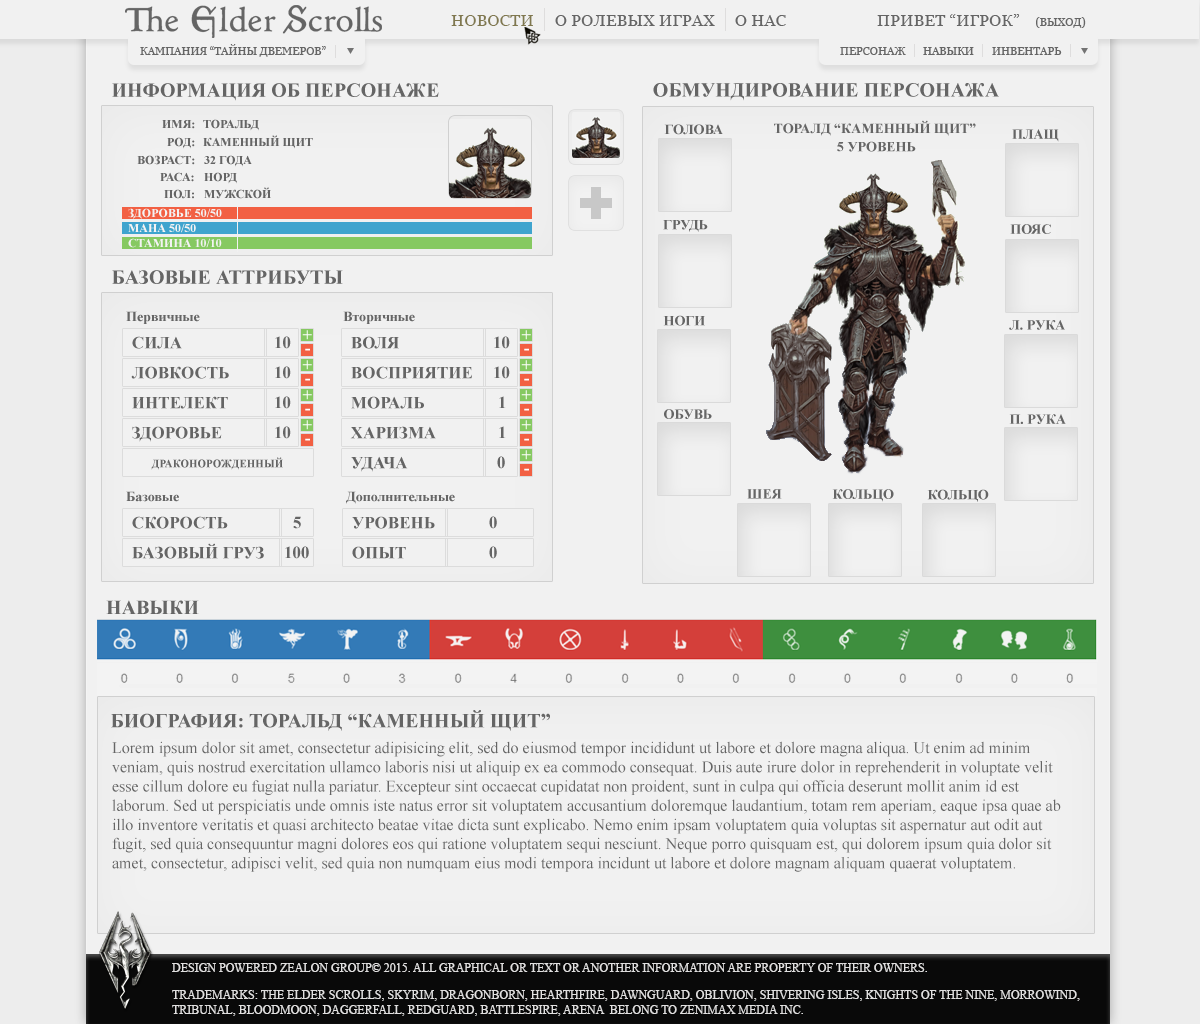 The Elder Scrolls
НОВОСТИ О РОЛЕВЫХ ИГРАХ О НАС ПРИВЕТ “ИГРОК” (ВЫХОД)
КАМПАНИЯ “ТАЙНЫ ДВЕМЕРОВ” ▼ ПЕРСОНАЖ НАВЫКИ ИНВЕНТАРЬ ▼
ИНФОРМАЦИЯ ОБ ПЕРСОНАЖЕ
ИМЯ: ТОРАЛЬД
РОД: КАМЕННЫЙ ЩИТ
ВОЗРАСТ: 32 ГОДА
РАСА: НОРД
ПОЛ: МУЖСКОЙ
ЗДОРОВЬЕ 50/50
МАНА 50/50
СТАМИНА 10/10
БАЗОВЫЕ АТТРИБУТЫ
Первичные
СИЛА 10 + -
ЛОВКОСТЬ 10 + -
ИНТЕЛЕКТ 10 + -
ЗДОРОВЬЕ 10 + -
ДРАКОНОРОЖДЕННЫЙ
Вторичные
ВОЛЯ 10 + -
ВОСПРИЯТИЕ 10 + -
МОРАЛЬ 1 + -
ХАРИЗМА 1 + -
УДАЧА 0 + -
Базовые
СКОРОСТЬ 5
БАЗОВЫЙ ГРУЗ 100
Дополнительные
УРОВЕНЬ 0
ОПЫТ 0
ОБМУНДИРОВАНИЕ ПЕРСОНАЖА
ТОРАЛД “КАМЕННЫЙ ЩИТ”
5 УРОВЕНЬ
ГОЛОВА
ГРУДЬ
НОГИ
ОБУВЬ
ПЛАЩ
ПОЯС
Л. РУКА
П. РУКА
ШЕЯ КОЛЬЦО КОЛЬЦО
НАВЫКИ
0 0 0 5 0 3 0 4 0 0 0 0 0 0 0 0 0 0
БИОГРАФИЯ: ТОРАЛЬД “КАМЕННЫЙ ЩИТ”
Lorem ipsum dolor sit amet, consectetur adipisicing elit, sed do eiusmod tempor incididunt ut labore et dolore magna aliqua. Ut enim ad minim
veniam, quis nostrud exercitation ullamco laboris nisi ut aliquip ex ea commodo consequat. Duis aute irure dolor in reprehenderit in voluptate velit
esse cillum dolore eu fugiat nulla pariatur. Excepteur sint occaecat cupidatat non proident, sunt in culpa qui officia deserunt mollit anim id est
laborum. Sed ut perspiciatis unde omnis iste natus error sit voluptatem accusantium doloremque laudantium, totam rem aperiam, eaque ipsa quae ab
illo inventore veritatis et quasi architecto beatae vitae dicta sunt explicabo. Nemo enim ipsam voluptatem quia voluptas sit aspernatur aut odit aut
fugit, sed quia consequuntur magni dolores eos qui ratione voluptatem sequi nesciunt. Neque porro quisquam est, qui dolorem ipsum quia dolor sit
amet, consectetur, adipisci velit, sed quia non numquam eius modi tempora incidunt ut labore et dolore magnam aliquam quaerat voluptatem.
DESIGN POWERED ZEALON GROUP© 2015. ALL GRAPHICAL OR TEXT OR ANOTHER INFORMATION ARE PROPERTY OF THEIR OWNERS.
TRADEMARKS: THE ELDER SCROLLS, SKYRIM, DRAGONBORN, HEARTHFIRE, DAWNGUARD, OBLIVION, SHIVERING ISLES, KNIGHTS OF THE NINE, MORROWIND,
TRIBUNAL, BLOODMOON, DAGGERFALL, REDGUARD, BATTLESPIRE, ARENA BELONG TO ZENIMAX MEDIA INC.